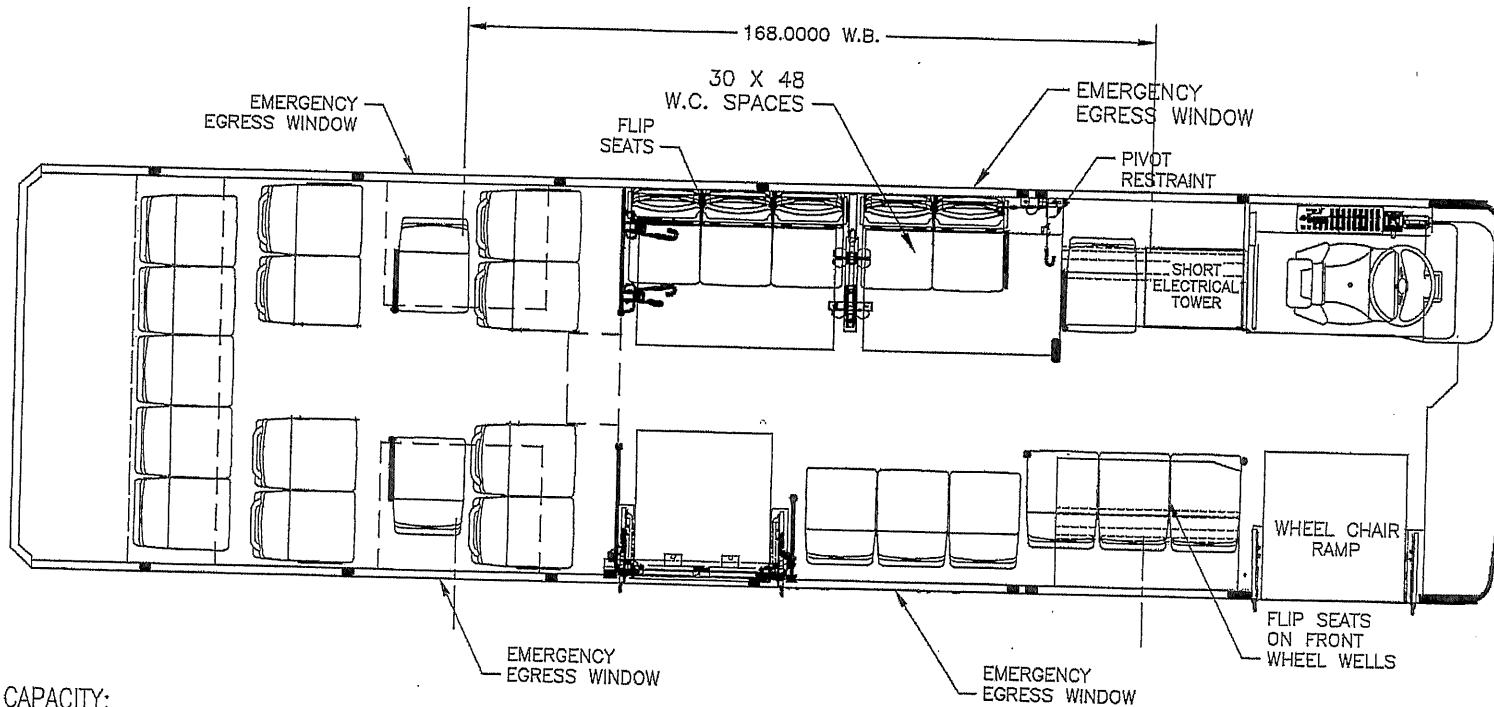 168.0000 W.B.
30 X 48
W.C. SPACES
EMERGENCY
EGRESS WINDOW
FLIP
SEATS
EMERGENCY
EGRESS WINDOW
PIVOT
RESTRAINT
SHORT
ELECTRICAL
TOWER
WHEEL CHAIR
RAMP
FLIP SEATS
ON FRONT
WHEEL WELLS
EMERGENCY
EGRESS WINDOW
EMERGENCY
EGRESS WINDOW
CAPACITY: